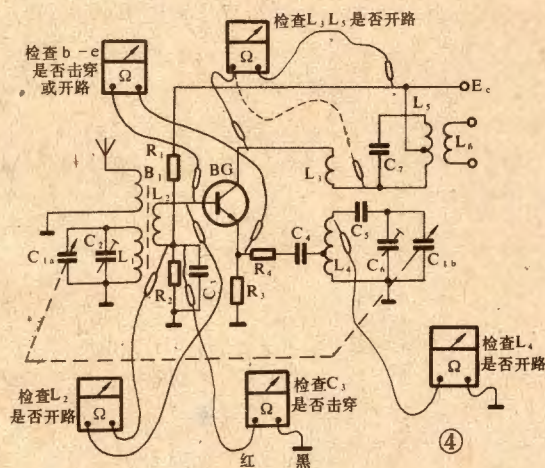 检查L₃L₅是否开路
检查b－e
是否击穿
或开路
Ω
Ω
E_c
L₅
L₆
C₇
R₁
B₁
BG
L₂
L₃
C₁ₐ
C₂
L₁
R₂
C₃
R₃
R₄
C₄
L₄
C₅
C₆
C₁b
检查L₂
是否开路
Ω
Ω
检查C₃
是否击穿
红
黑
Ω
检查L₄
是否开路
④